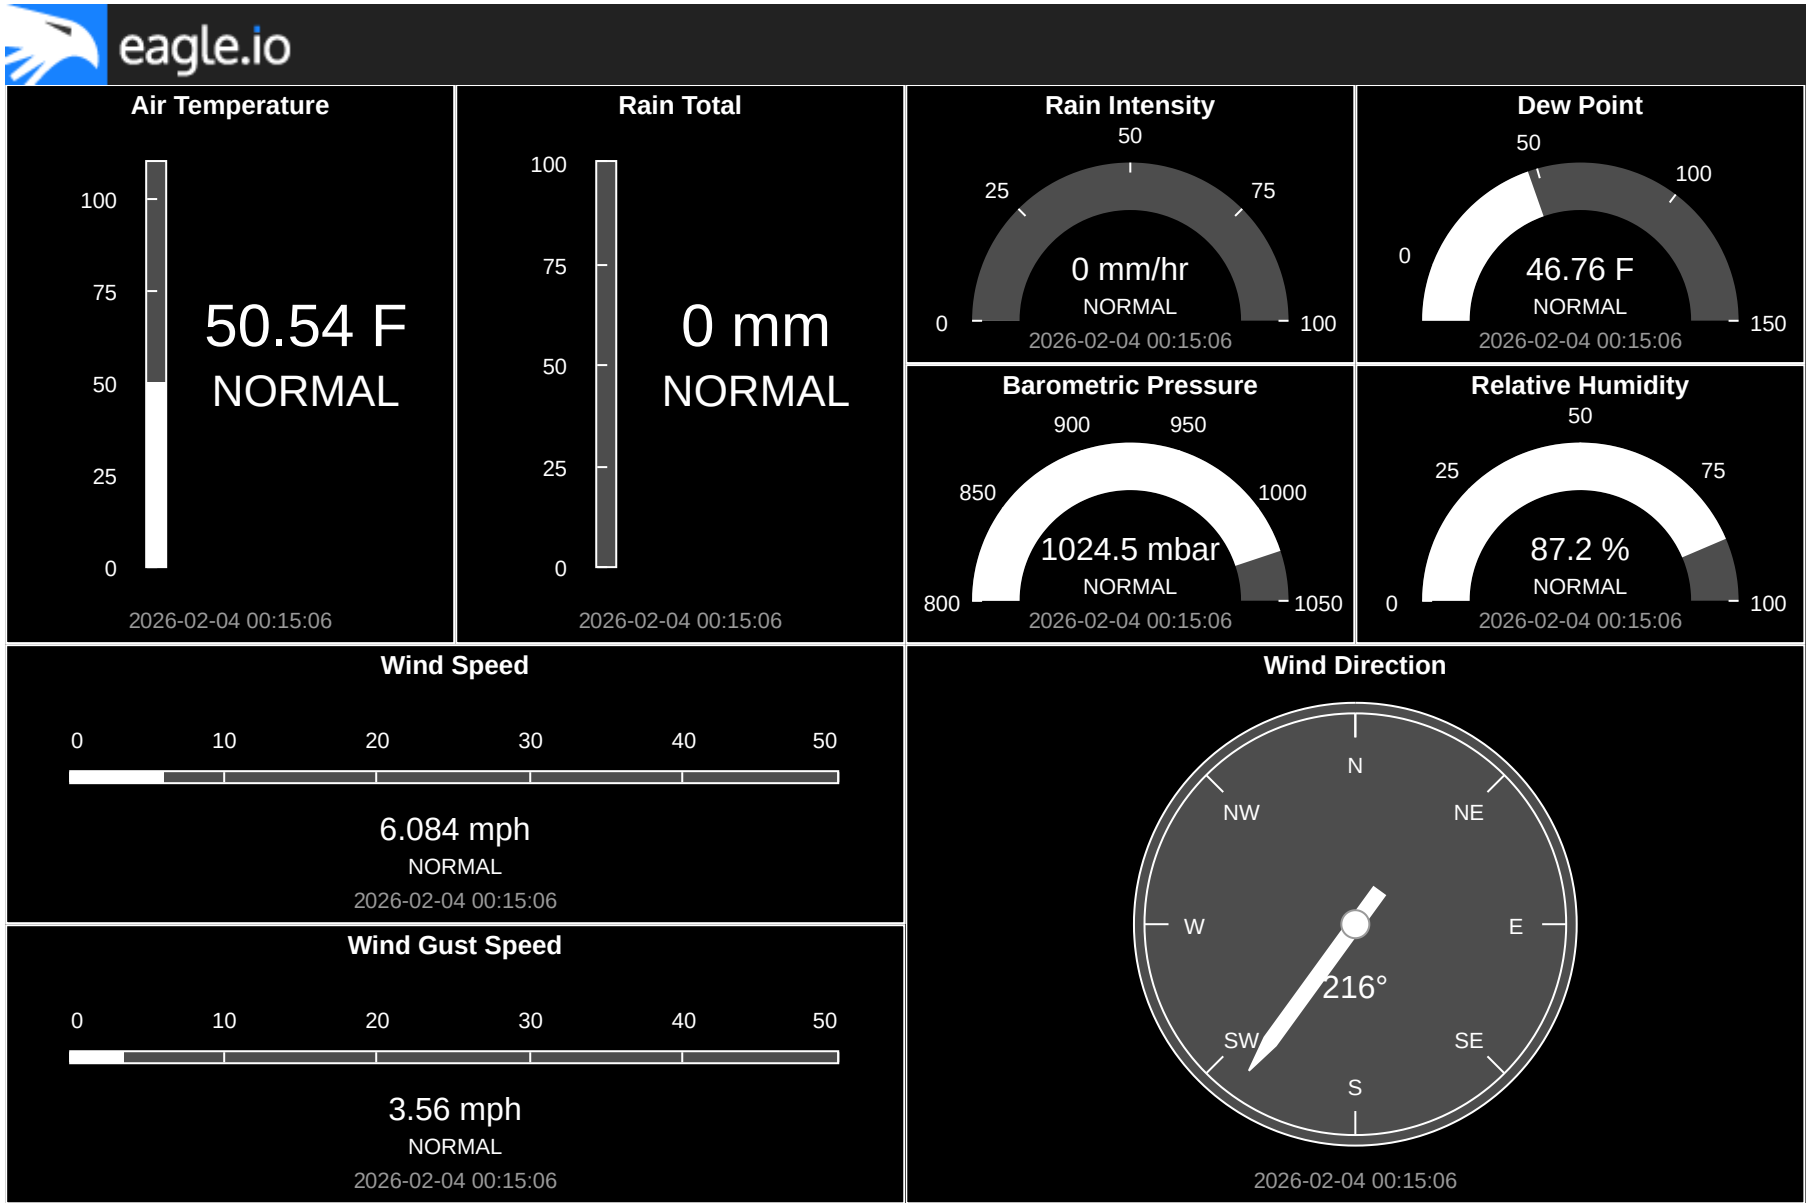 eagle.io
Air Temperature
100
75
50
25
0
50.54 F
NORMAL
2026-02-04 00:15:06
Rain Total
100
75
50
25
0
0 mm
NORMAL
2026-02-04 00:15:06
Rain Intensity
0
25
50
75
100
0 mm/hr
NORMAL
2026-02-04 00:15:06
Dew Point
0
50
100
150
46.76 F
NORMAL
2026-02-04 00:15:06
Barometric Pressure
800
850
900
950
1000
1050
1024.5 mbar
NORMAL
2026-02-04 00:15:06
Relative Humidity
0
25
50
75
100
87.2 %
NORMAL
2026-02-04 00:15:06
Wind Speed
0 10 20 30 40 50
6.084 mph
NORMAL
2026-02-04 00:15:06
Wind Gust Speed
0 10 20 30 40 50
3.56 mph
NORMAL
2026-02-04 00:15:06
Wind Direction
N
NW NE
W E
216°
SW SE
S
2026-02-04 00:15:06